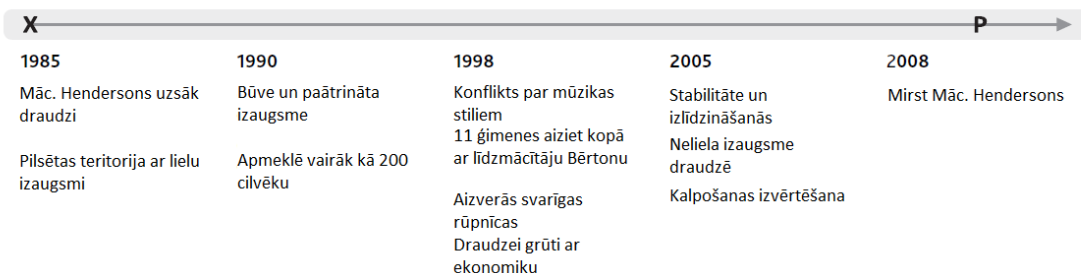 X P
1985
Māc. Hendersons uzsāk
draudzi
Pilsētas teritorija ar lielu
izaugsmi
1990
Būve un paātrināta
izaugsme
Apmeklē vairāk kā 200
cilvēku
1998
Konflikts par mūzikas
stiliem
11 ģimenes aiziet kopā
ar līdzmācītāju Bērtonu
Aizverās svarīgas
rūpnīcas
Draudzei grūti ar
ekonomiku
2005
Stabilitāte un
izlīdzināšanās
Neliela izaugsme
draudzē
Kalpošanas izvērtēšana
2008
Mirst Māc. Hendersons